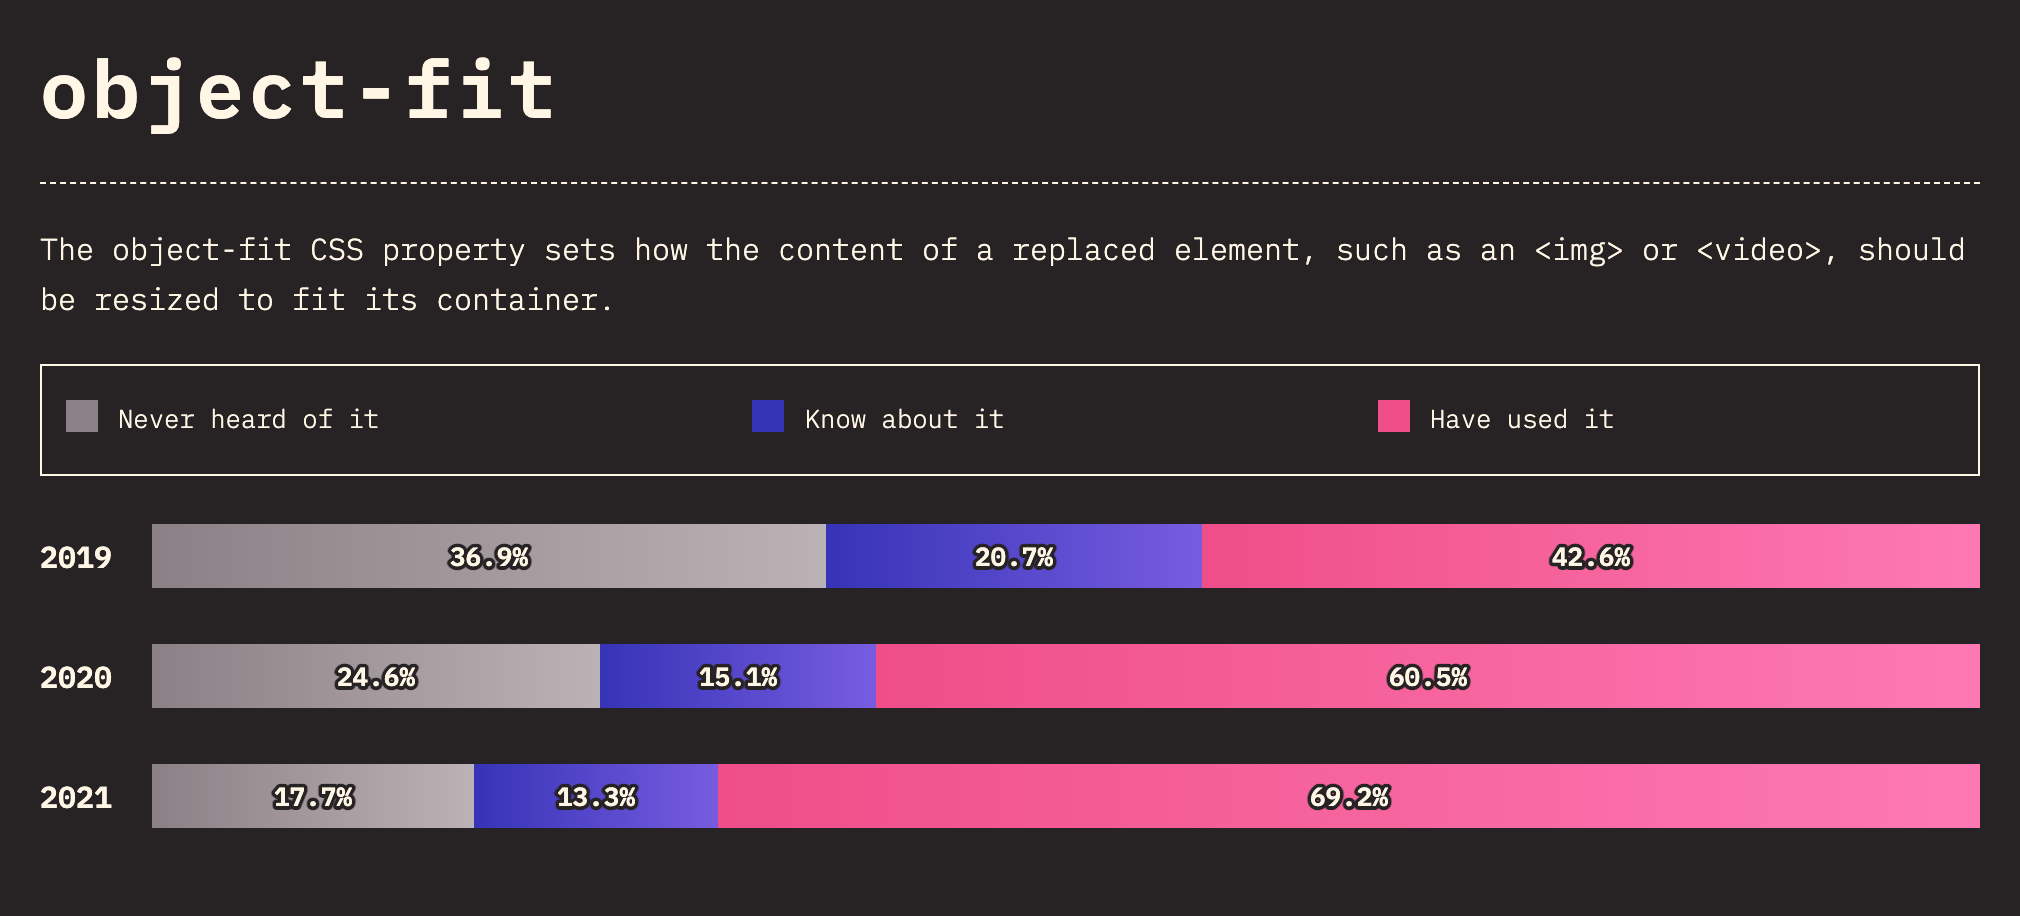 object-fit
The object-fit CSS property sets how the content of a replaced element, such as an <img> or <video>, should
be resized to fit its container.
Never heard of it Know about it Have used it
2019 36.9% 20.7% 42.6%
2020 24.6% 15.1% 60.5%
2021 17.7% 13.3% 69.2%